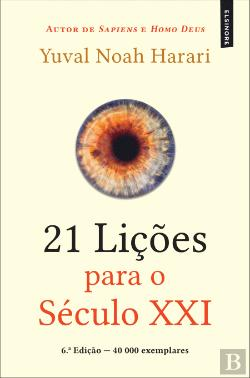 AUTOR DE SAPIENS E HOMO DEUS
ELSINORE
Yuval Noah Harari
21 Lições
para o
Século XXI
6.ª Edição — 40 000 exemplares
B